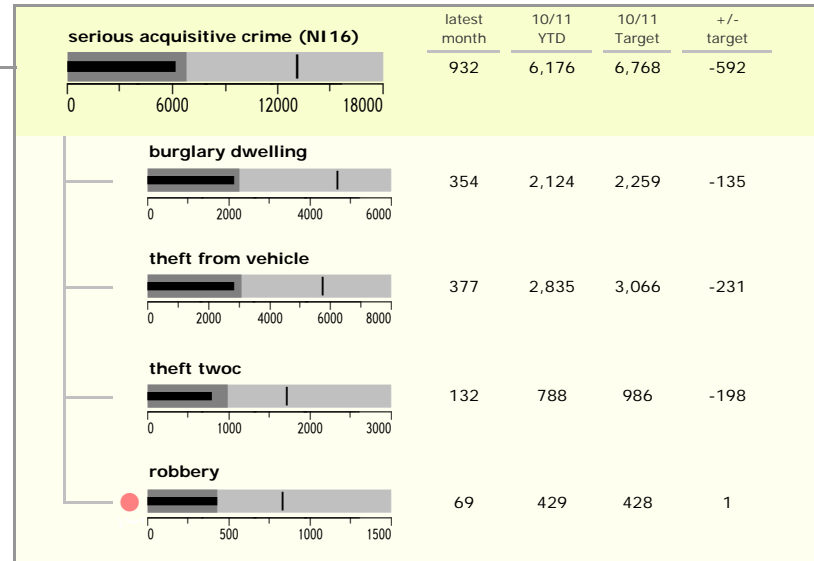 latest 10/11 10/11 +/-
month YTD Target target
serious acquisitive crime (NI16)
932 6,176 6,768 -592
0 6000 12000 18000
burglary dwelling
354 2,124 2,259 -135
0 2000 4000 6000
theft from vehicle
377 2,835 3,066 -231
0 2000 4000 6000 8000
theft twoc
132 788 986 -198
0 1000 2000 3000
robbery
69 429 428 1
0 500 1000 1500